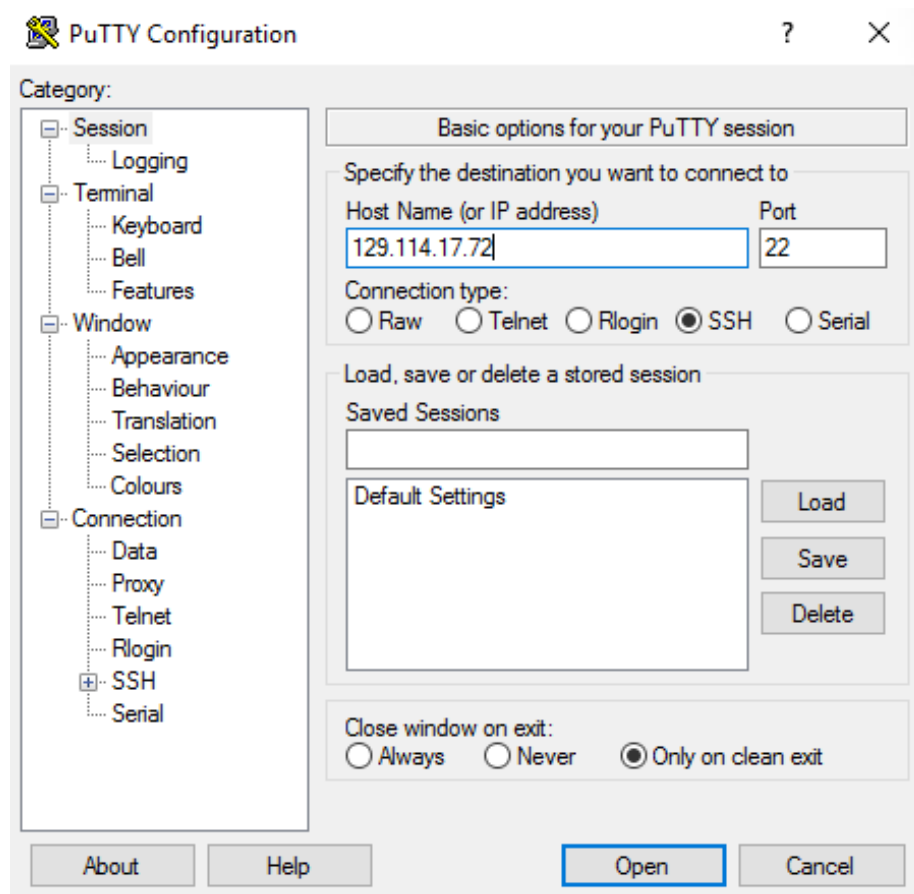 PuTTY Configuration
?
Category:
Session
Logging
Terminal
Keyboard
Bell
Features
Window
Appearance
Behaviour
Translation
Selection
Colours
Connection
Data
Proxy
Telnet
Rlogin
SSH
Serial
Basic options for your PuTTY session
Specify the destination you want to connect to
Host Name (or IP address) Port
129.114.17.72 22
Connection type:
Raw Telnet Rlogin SSH Serial
Load, save or delete a stored session
Saved Sessions
Default Settings
Load
Save
Delete
Close window on exit:
Always Never Only on clean exit
About Help Open Cancel